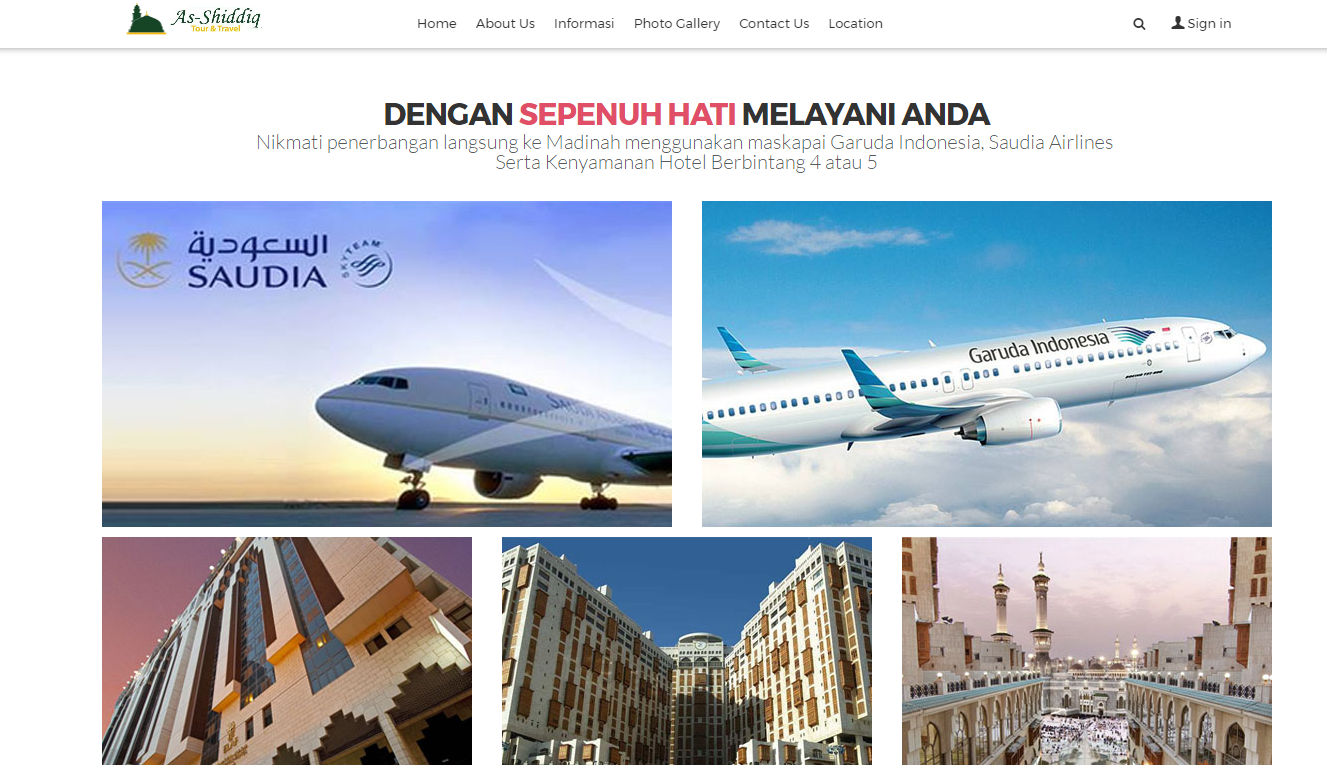 As-Shiddiq
Tour & Travel
Home About Us Informasi Photo Gallery Contact Us Location Sign in
DENGAN SEPENUH HATI MELAYANI ANDA
Nikmati penerbangan langsung ke Madinah menggunakan maskapai Garuda Indonesia, Saudia Airlines
Serta Kenyamanan Hotel Berbintang 4 atau 5
السعودية
SAUDIA
SKYTEAM
Garuda Indonesia